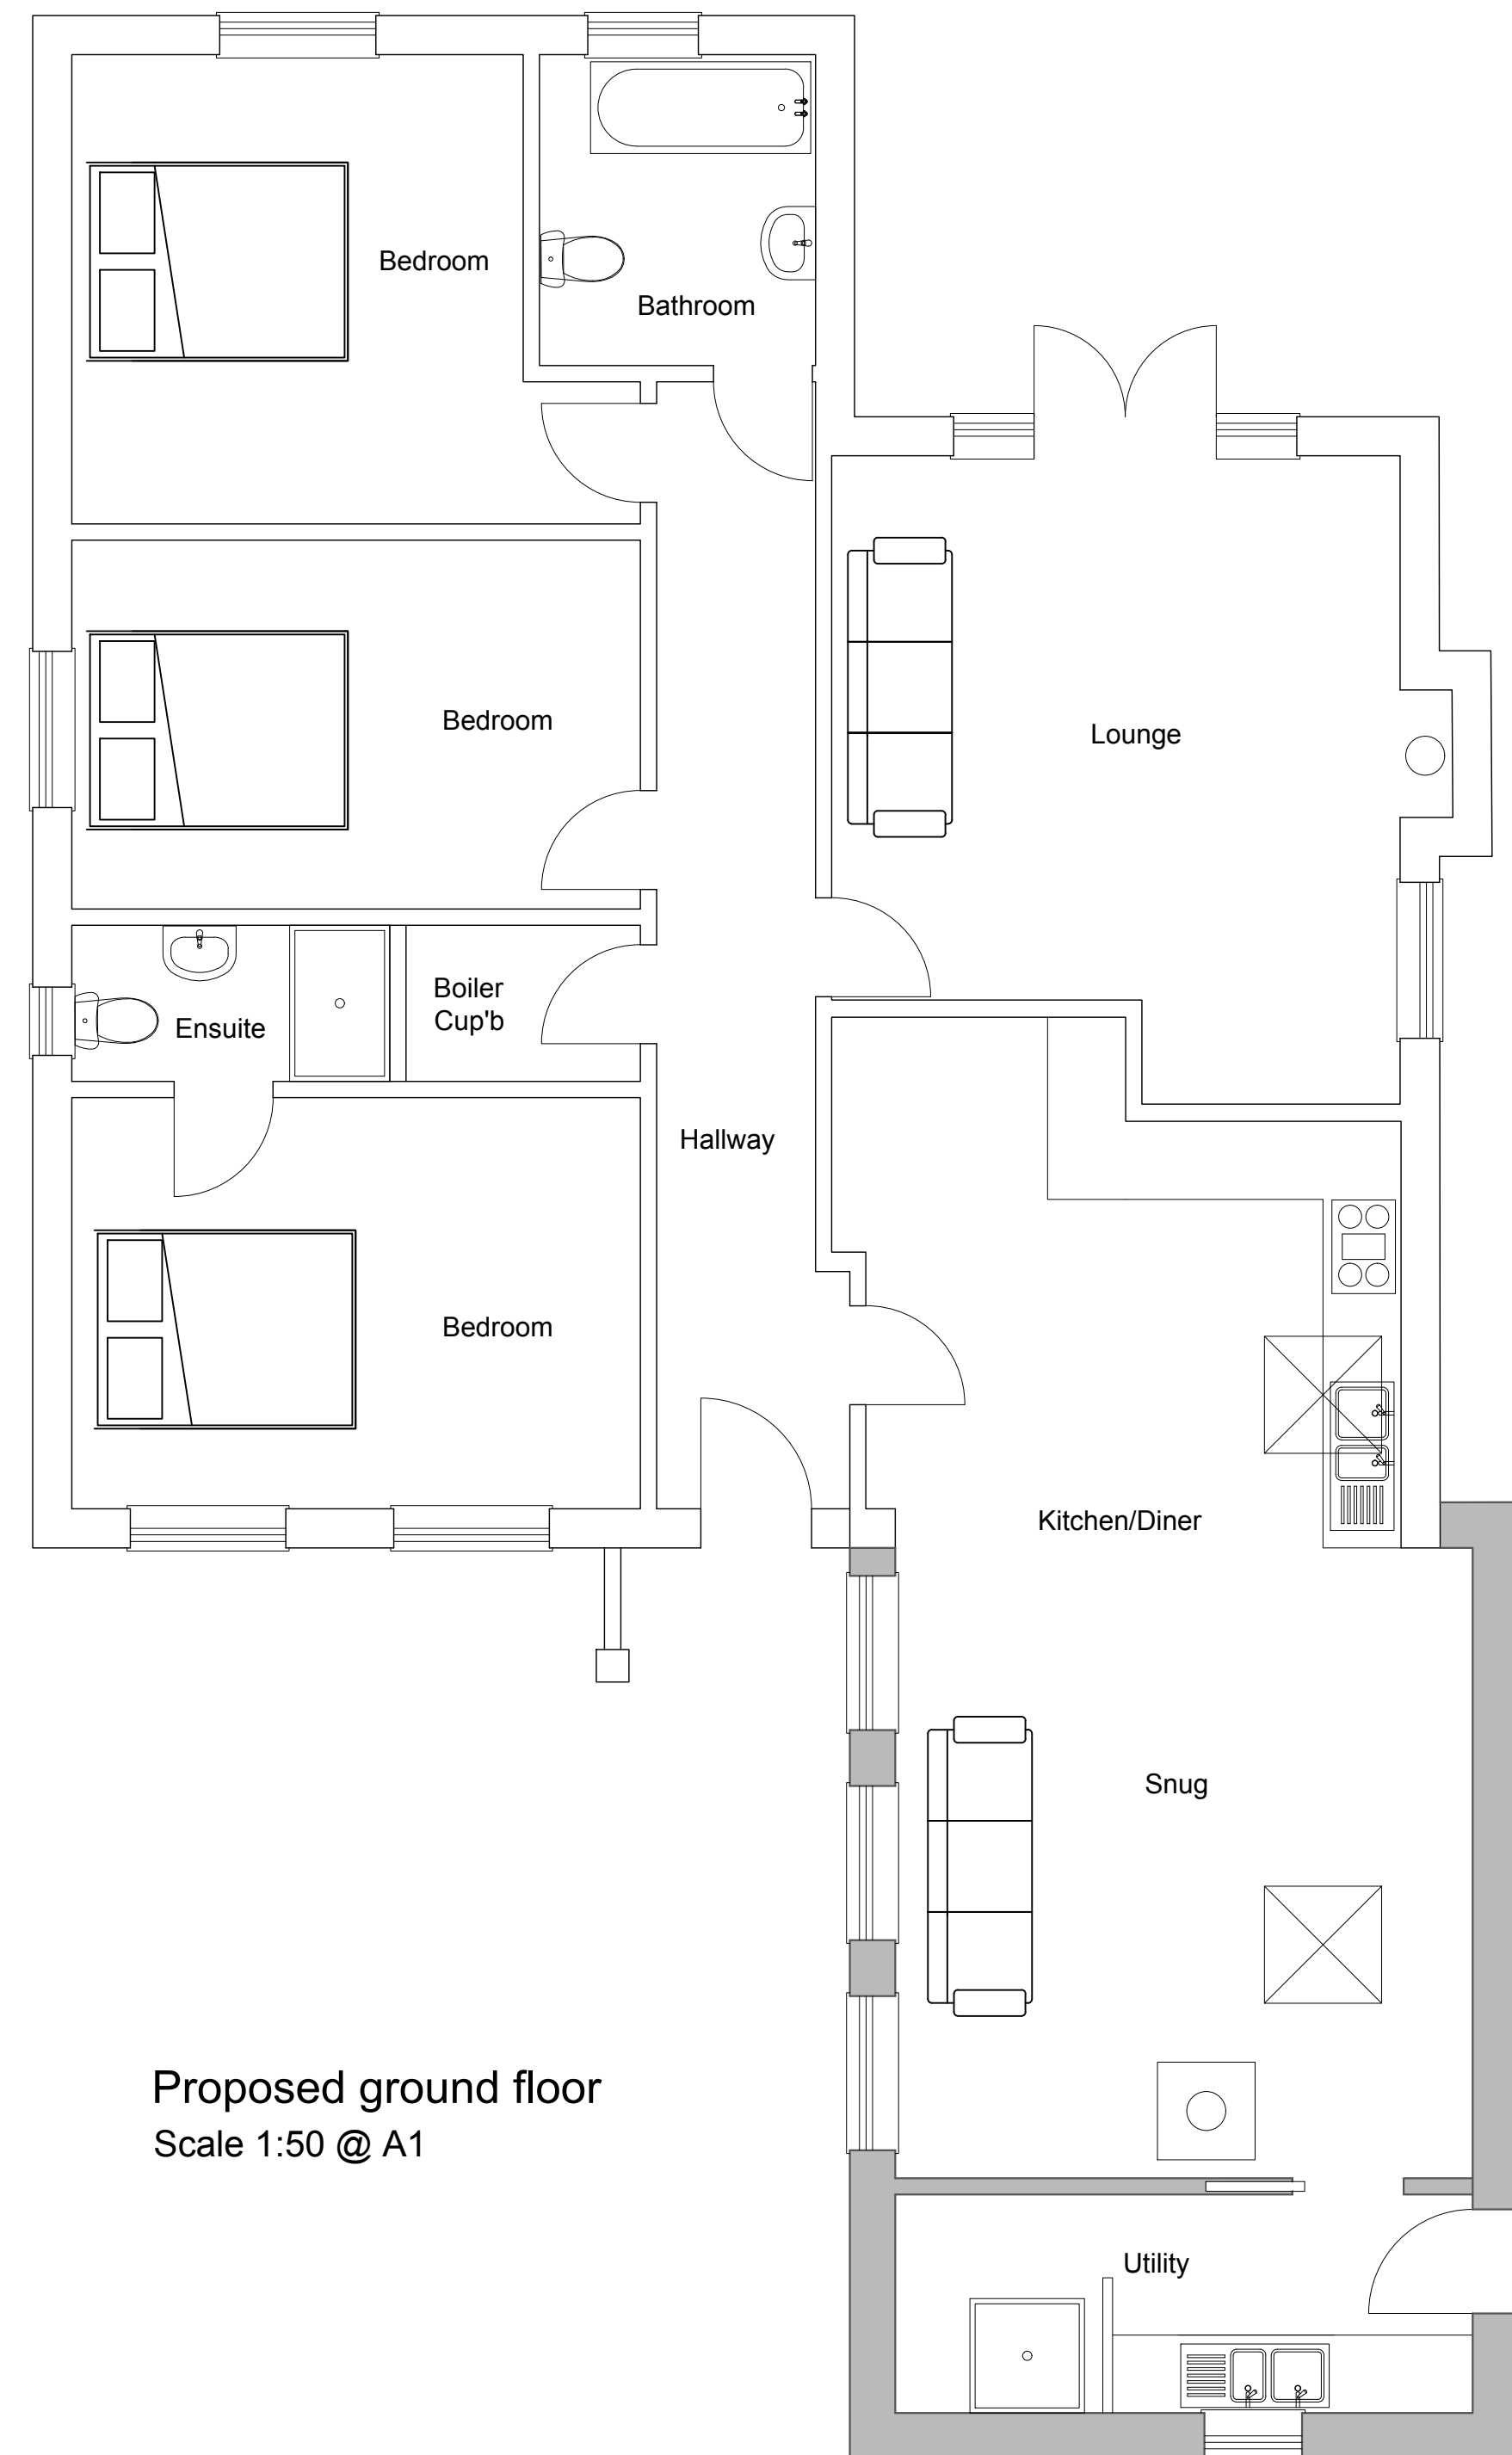 Bedroom
Bathroom
Bedroom
Lounge
Boiler
Cup'b
Ensuite
Hallway
Bedroom
Kitchen/Diner
Snug
Proposed ground floor
Scale 1:50 @ A1
Utility